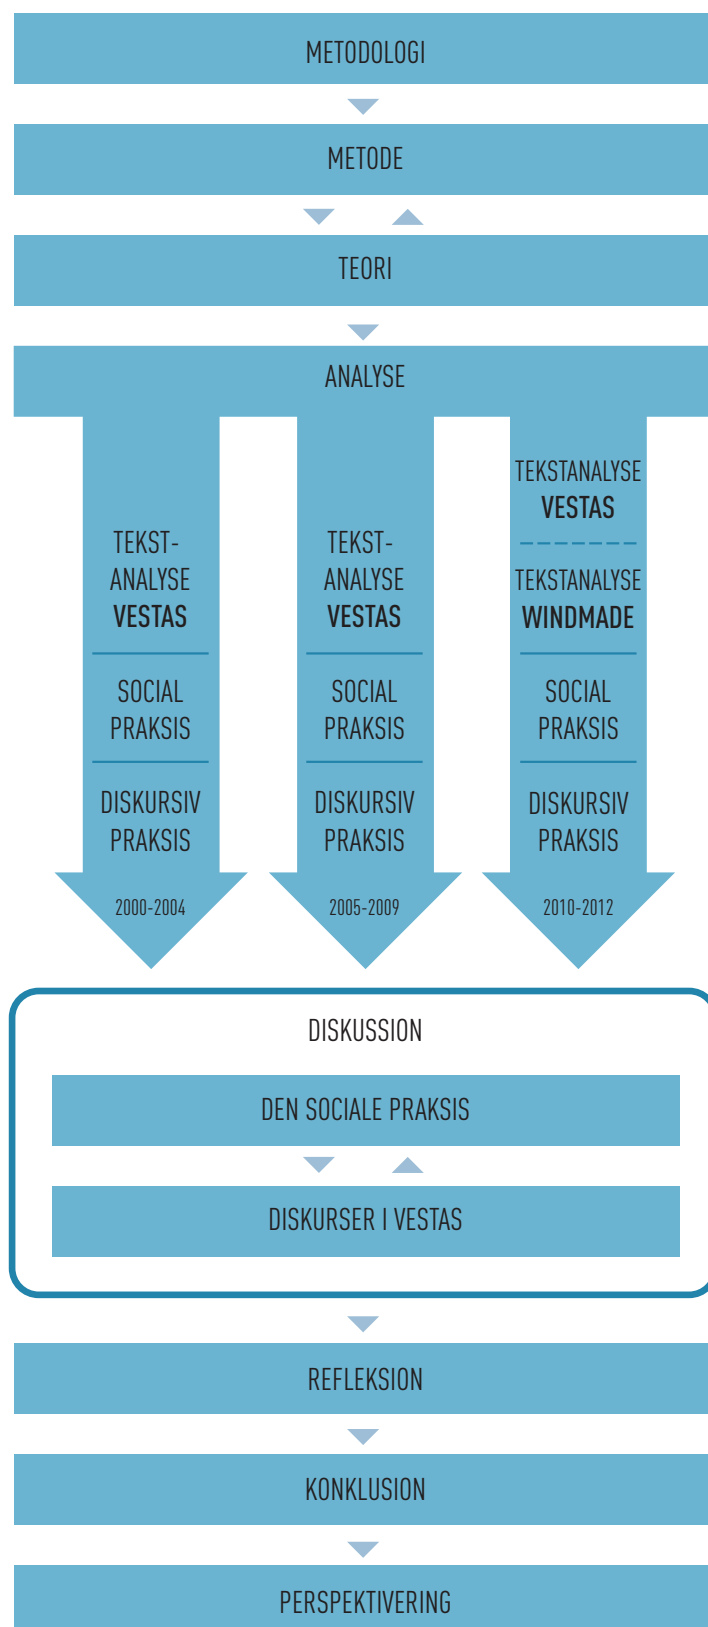 METODOLOGI
METODE
TEORI
ANALYSE
TEKST-
ANALYSE
VESTAS
SOCIAL
PRAKSIS
DISKURSIV
PRAKSIS
2000-2004
TEKST-
ANALYSE
VESTAS
SOCIAL
PRAKSIS
DISKURSIV
PRAKSIS
2005-2009
TEKSTANALYSE
VESTAS
TEKSTANALYSE
WINDMADE
SOCIAL
PRAKSIS
DISKURSIV
PRAKSIS
2010-2012
DISKUSSION
DEN SOCIALE PRAKSIS
DISKURSER I VESTAS
REFLEKSION
KONKLUSION
PERSPEKTIVERING